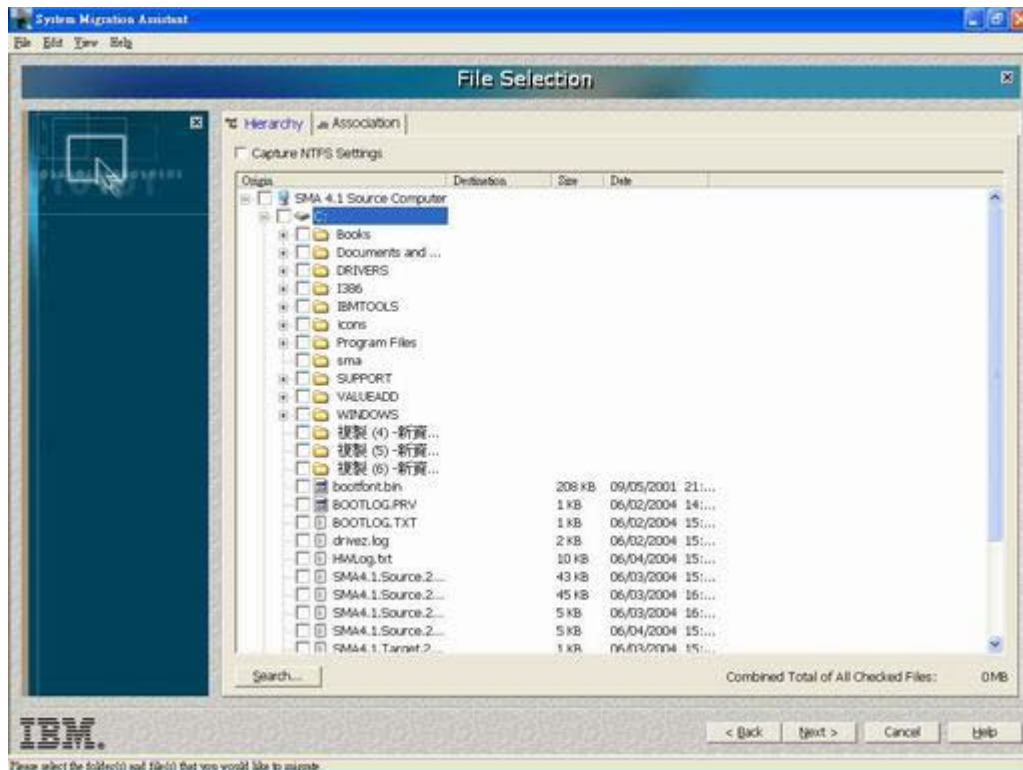 System Migration Assistant
File Edit View Help
File Selection
Hierarchy Association
Capture NTFS Settings
Origin Destination Size Date
SMA 4.1 Source Computer
C:
Books
Documents and ...
DRIVERS
I386
IBMTOOLS
icons
Program Files
sma
SUPPORT
VALUEADD
WINDOWS
複製 (4) -新資...
複製 (5) -新資...
複製 (6) -新資...
bootfont.bin 208 KB 09/05/2001 21:...
BOOTLOG.PRV 1 KB 06/02/2004 14:...
BOOTLOG.TXT 1 KB 06/02/2004 15:...
drivez.log 2 KB 06/02/2004 15:...
HWLog.txt 10 KB 06/04/2004 15:...
SMA4.1.Source.2... 43 KB 06/03/2004 15:...
SMA4.1.Source.2... 45 KB 06/03/2004 16:...
SMA4.1.Source.2... 5 KB 06/03/2004 16:...
SMA4.1.Source.2... 5 KB 06/04/2004 15:...
SMA4.1.Target.2... 1 KB 06/03/2004 15:...
Search... Combined Total of All Checked Files: 0MB
IBM.
< Back Next > Cancel Help
Please select the folder(s) and file(s) that you would like to migrate